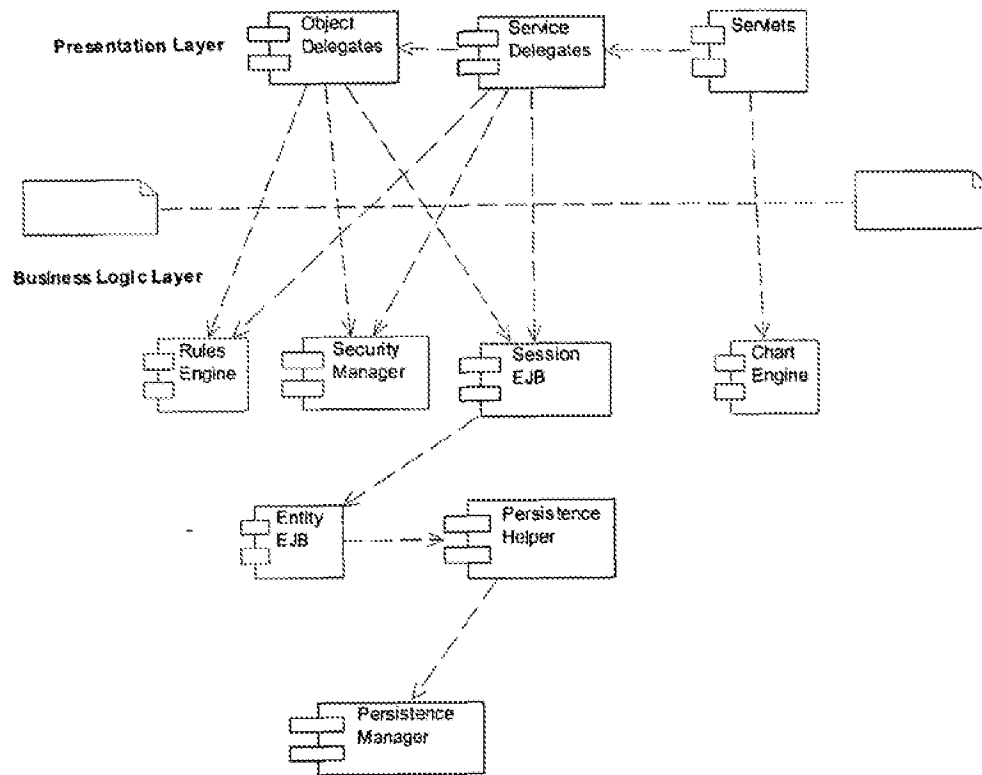 Object
Delegates
Service
Delegates
Servlets
Presentation Layer
Business Logic Layer
Rules
Engine
Security
Manager
Session
EJB
Chart
Engine
Entity
EJB
Persistence
Helper
Persistence
Manager